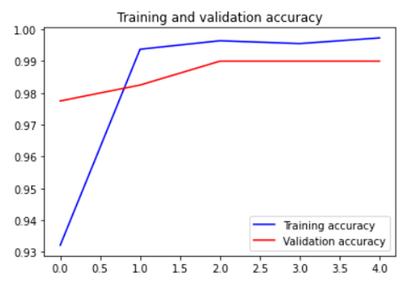 Training and validation accuracy
1.00
0.99
0.98
0.97
0.96
0.95
0.94
0.93
Training accuracy
Validation accuracy
0.0 0.5 1.0 1.5 2.0 2.5 3.0 3.5 4.0